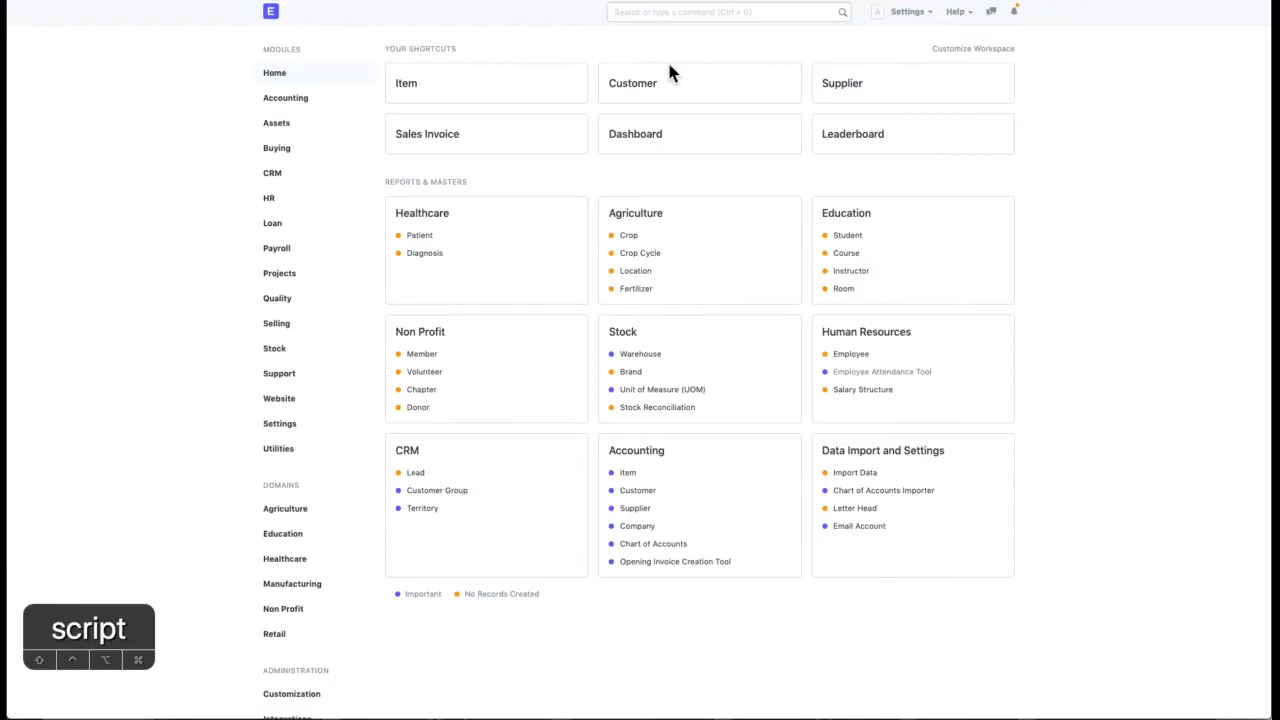 E
Search or type a command (Ctrl + G)
A
Settings
Help
MODULES
Home
Accounting
Assets
Buying
CRM
HR
Loan
Payroll
Projects
Quality
Selling
Stock
Support
Website
Settings
Utilities
DOMAINS
Agriculture
Education
Healthcare
Manufacturing
Non Profit
Retail
ADMINISTRATION
Customization
YOUR SHORTCUTS
Customize Workspace
Item
Customer
Supplier
Sales Invoice
Dashboard
Leaderboard
REPORTS & MASTERS
Healthcare
Patient
Diagnosis
Agriculture
Crop
Crop Cycle
Location
Fertilizer
Education
Student
Course
Instructor
Room
Non Profit
Member
Volunteer
Chapter
Donor
Stock
Warehouse
Brand
Unit of Measure (UOM)
Stock Reconciliation
Human Resources
Employee
Employee Attendance Tool
Salary Structure
CRM
Lead
Customer Group
Territory
Accounting
Item
Customer
Supplier
Company
Chart of Accounts
Opening Invoice Creation Tool
Data Import and Settings
Import Data
Chart of Accounts Importer
Letter Head
Email Account
Important
No Records Created
script